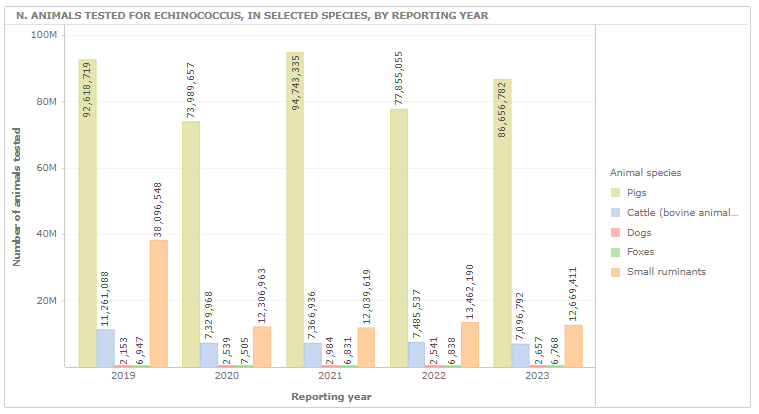 N. ANIMALS TESTED FOR ECHINOCOCCUS, IN SELECTED SPECIES, BY REPORTING YEAR
Number of animals tested
100M
80M
60M
40M
20M
92,618,719
11,261,088
2,153
6,947
38,096,548
73,989,657
7,329,968
2,539
7,505
12,306,963
94,743,335
7,366,936
2,984
6,831
12,039,619
77,855,055
7,485,537
2,541
6,838
13,462,190
86,656,782
7,096,792
2,657
6,768
12,669,411
2019
2020
2021
2022
2023
Reporting year
Animal species
Pigs
Cattle (bovine animal...
Dogs
Foxes
Small ruminants